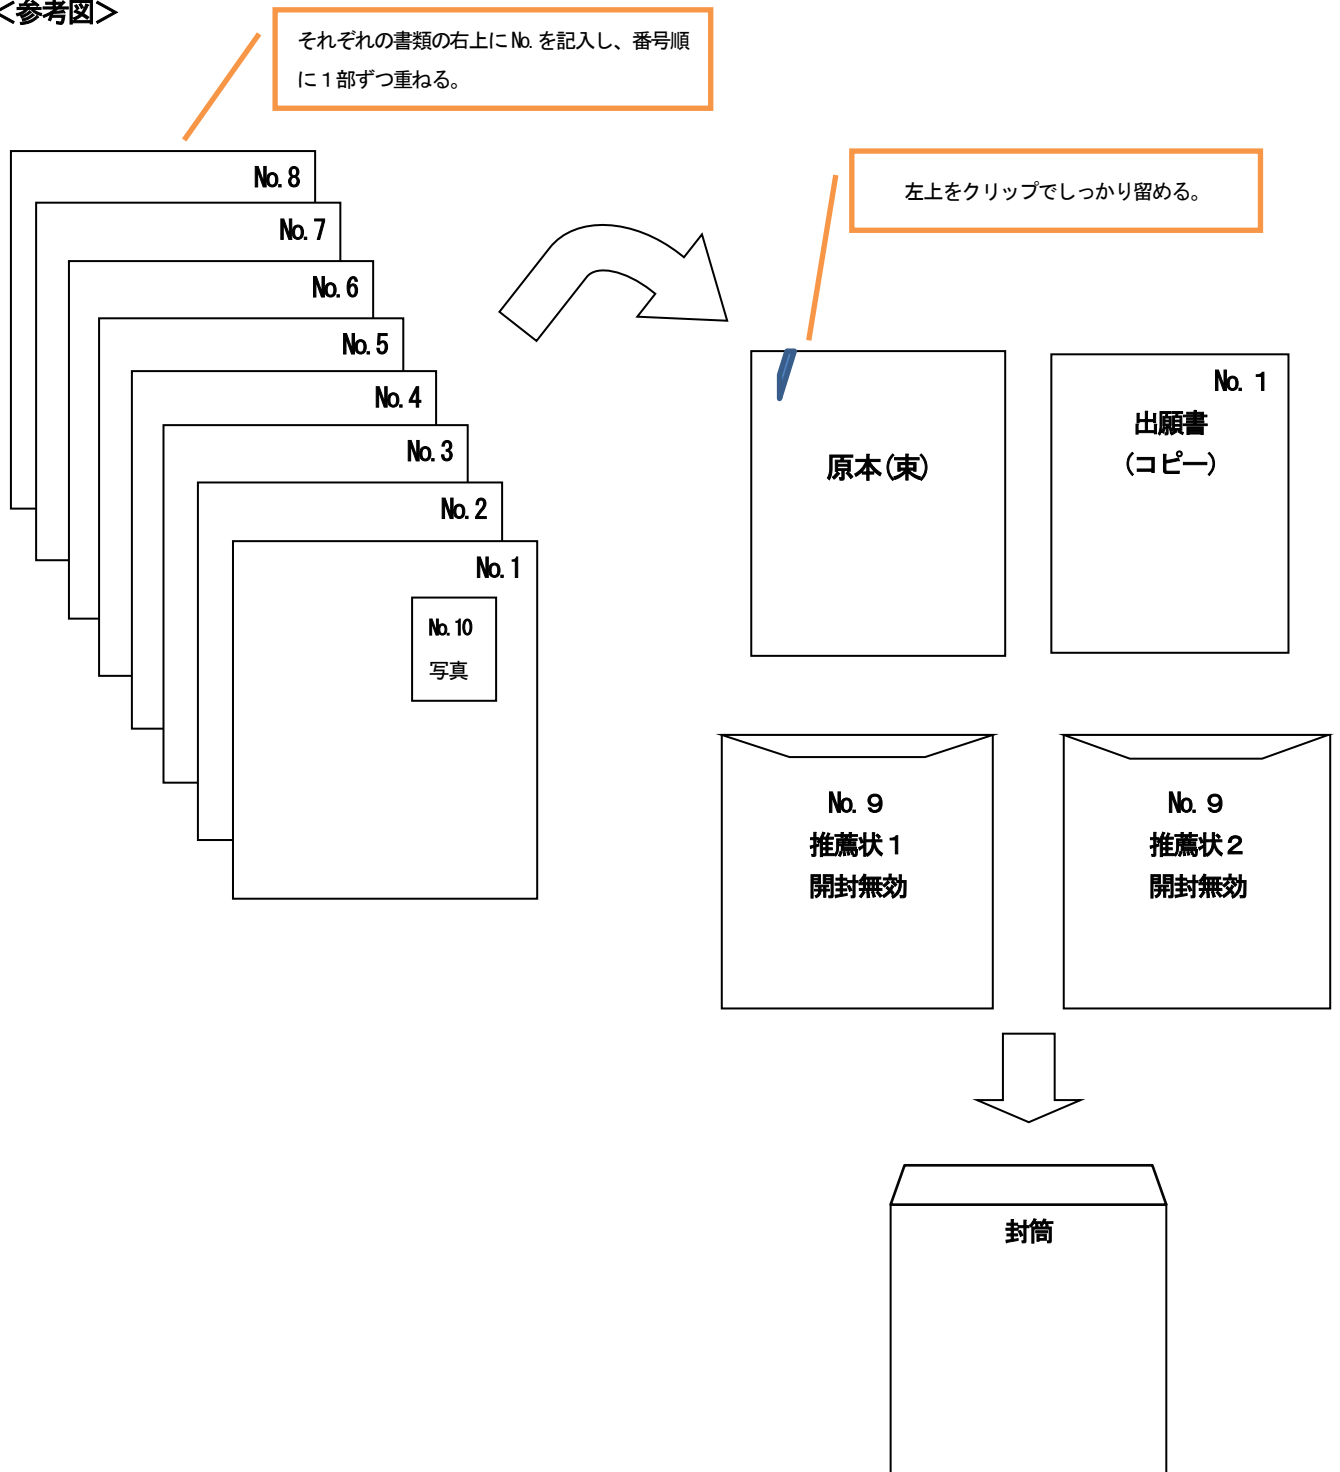 ＜参考図＞
それぞれの書類の右上に No. を記入し、番号順
に１部ずつ重ねる。
左上をクリップでしっかり留める。
No. 8
No. 7
No. 6
No. 5
No. 4
No. 3
No. 2
No. 1
No. 10
写真
原本(束)
No. １
出願書
(コピー)
No. ９
推薦状１
開封無効
No. ９
推薦状２
開封無効
封筒